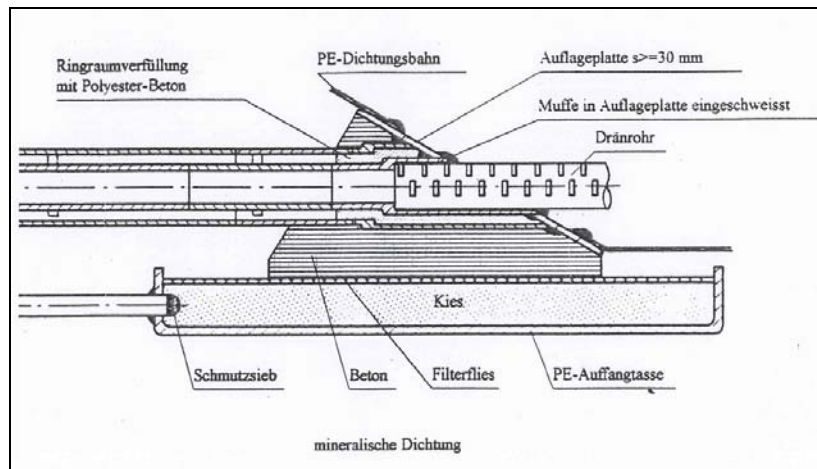 PE-Dichtungsbahn
Auflageplatte s>=30 mm
Ringraumverfüllung
mit Polyester-Beton
Muffe in Auflageplatte eingeschweisst
Dränrohr
Kies
Schmutzsieb
Beton
Filterflies
PE-Auffangtasse
mineralische Dichtung